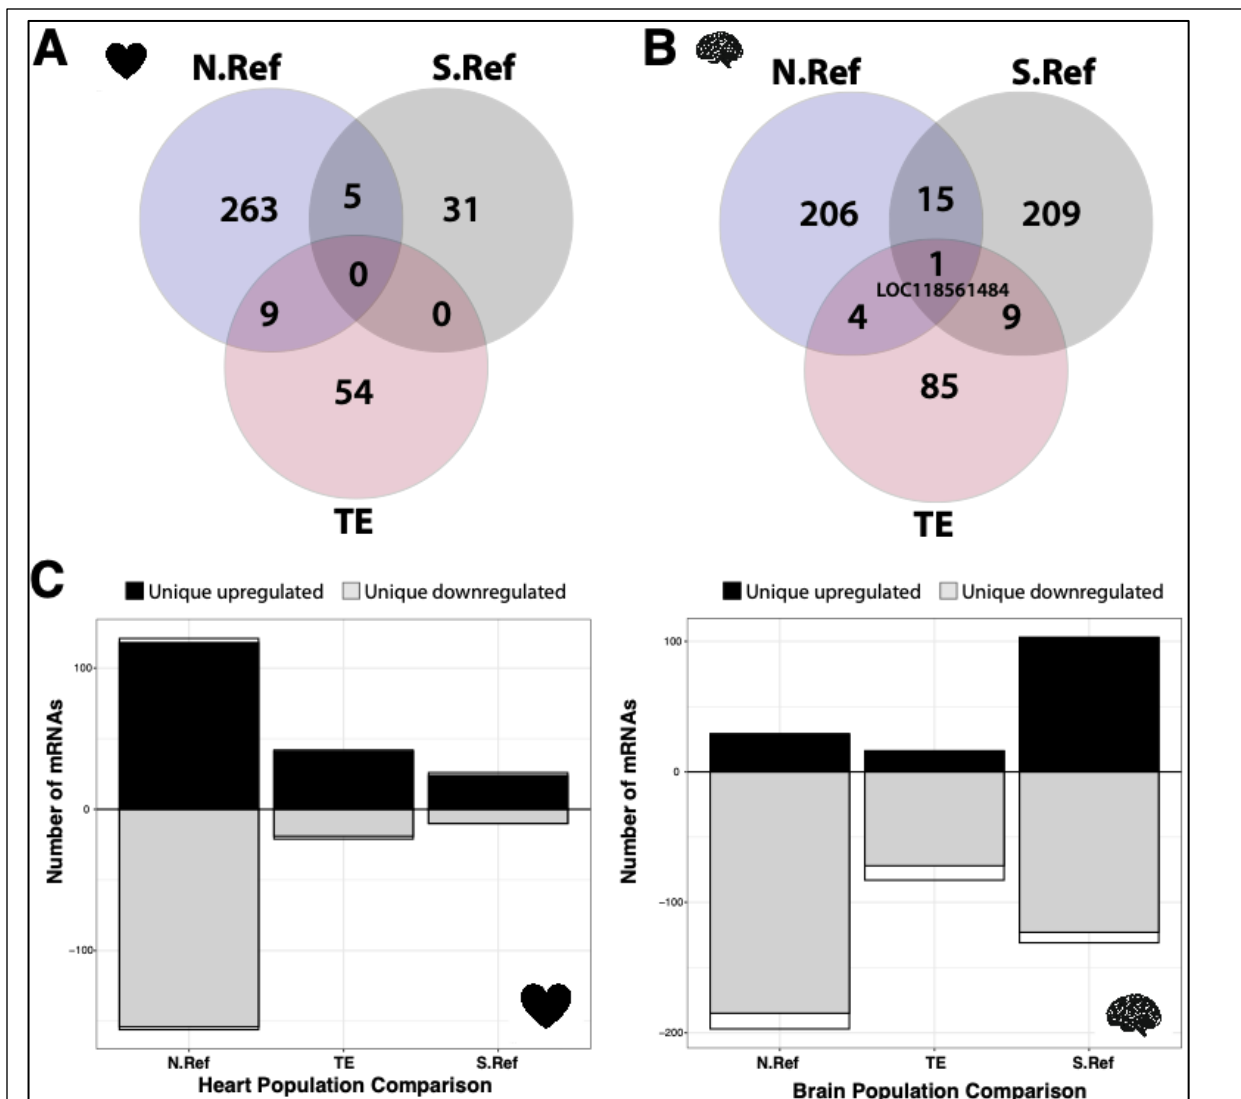 A
N.Ref
S.Ref
263
5
31
0
9
0
54
TE
B
N.Ref
S.Ref
206
15
209
1
LOC118561484
4
9
85
TE
C
Unique upregulated
Unique downregulated
Number of mRNAs
100
0
−100
N.Ref
TE
S.Ref
Heart Population Comparison
Unique upregulated
Unique downregulated
Number of mRNAs
100
0
−100
−200
N.Ref
TE
S.Ref
Brain Population Comparison